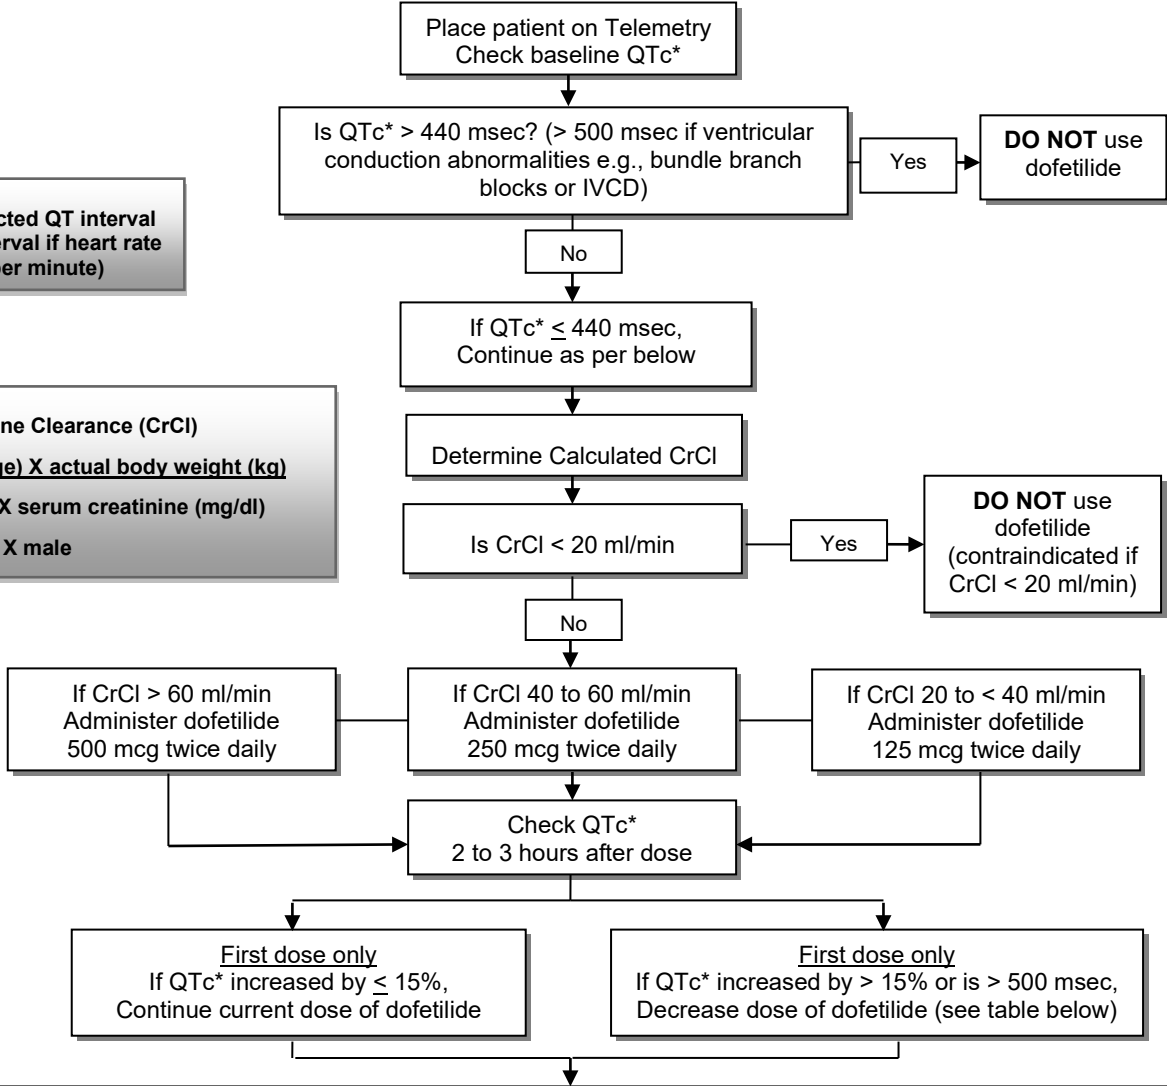 Place patient on Telemetry
Check baseline QTc*
Is QTc* > 440 msec? (> 500 msec if ventricular
conduction abnormalities e.g., bundle branch
blocks or IVCD)
Yes
DO NOT use
dofetilide
cted QT interval
erval if heart rate
per minute)
No
If QTc* ≤ 440 msec,
Continue as per below
ne Clearance (CrCl)
ge) X actual body weight (kg)
X serum creatinine (mg/dl)
X male
Determine Calculated CrCl
Is CrCl < 20 ml/min
Yes
DO NOT use
dofetilide
(contraindicated if
CrCl < 20 ml/min)
No
If CrCl > 60 ml/min
Administer dofetilide
500 mcg twice daily
If CrCl 40 to 60 ml/min
Administer dofetilide
250 mcg twice daily
If CrCl 20 to < 40 ml/min
Administer dofetilide
125 mcg twice daily
Check QTc*
2 to 3 hours after dose
First dose only
If QTc* increased by ≤ 15%,
Continue current dose of dofetilide
First dose only
If QTc* increased by > 15% or is > 500 msec,
Decrease dose of dofetilide (see table below)